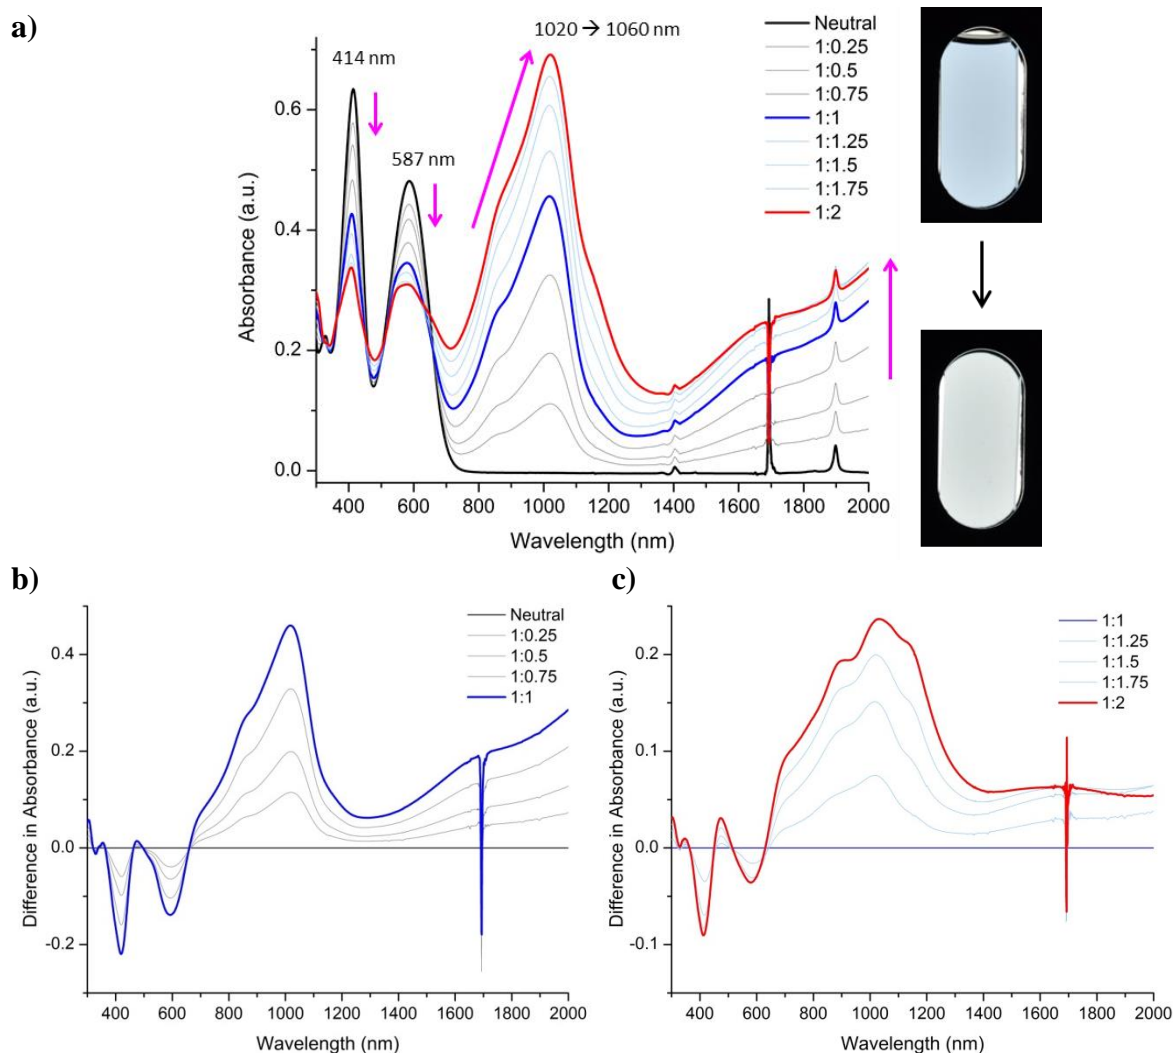 a)
1020 → 1060 nm
414 nm
587 nm
Neutral
1:0.25
1:0.5
1:0.75
1:1
1:1.25
1:1.5
1:1.75
1:2
Absorbance (a.u.)
0.6
0.4
0.2
0.0
400 600 800 1000 1200 1400 1600 1800 2000
Wavelength (nm)
b)
Neutral
1:0.25
1:0.5
1:0.75
1:1
Difference in Absorbance (a.u.)
0.4
0.2
0.0
-0.2
400 600 800 1000 1200 1400 1600 1800 2000
Wavelength (nm)
c)
1:1
1:1.25
1:1.5
1:1.75
1:2
Difference in Absorbance (a.u.)
0.2
0.1
0.0
-0.1
400 600 800 1000 1200 1400 1600 1800 2000
Wavelength (nm)